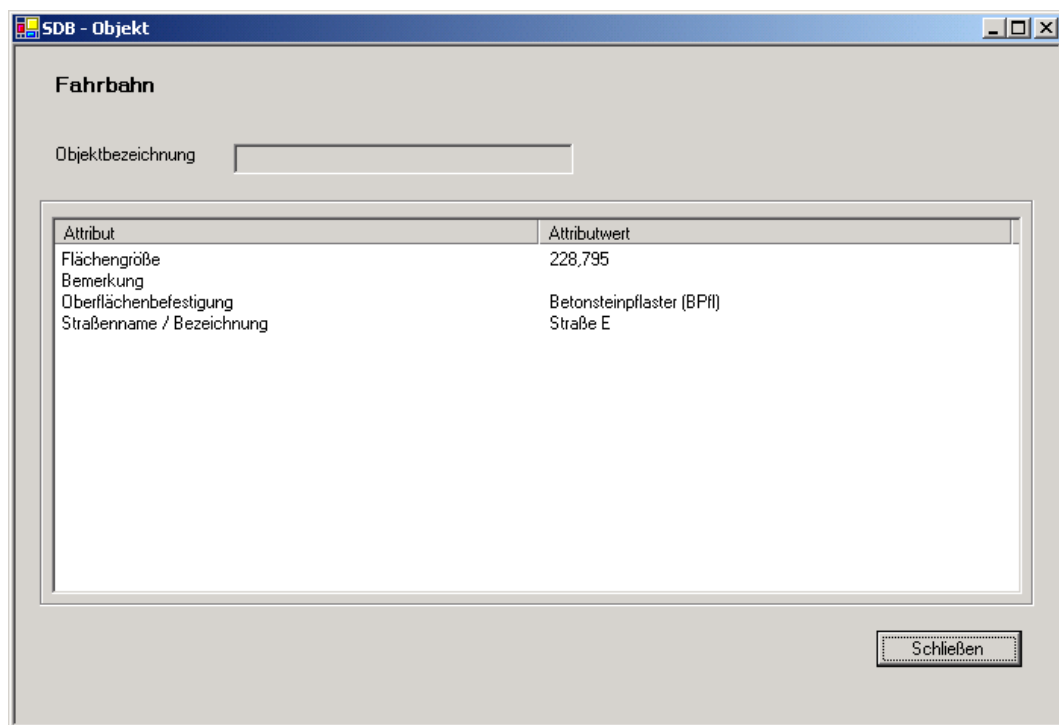 SDB - Objekt
Fahrbahn
Objektbezeichnung
Attribut Attributwert
Flächengröße 228,795
Bemerkung
Oberflächenbefestigung Betonsteinpflaster (BPfl)
Straßenname / Bezeichnung Straße E
Schließen